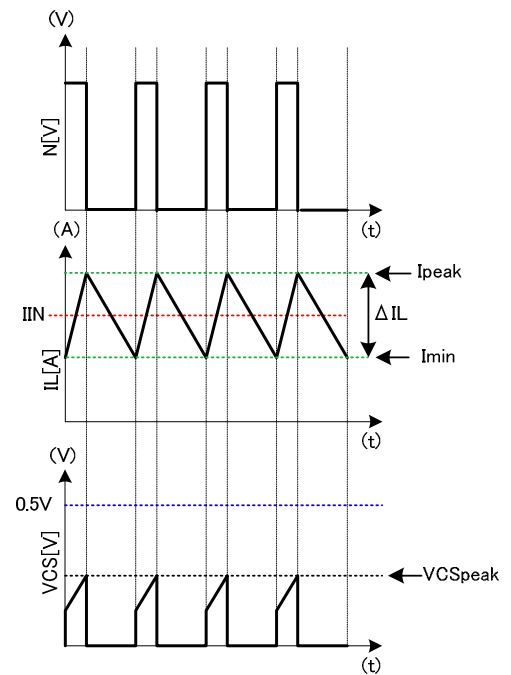 (V)
N[V]
(t)
(A)
Ipeak
IIN
ΔIL
IL[A]
Imin
(t)
(V)
0.5V
VCS[V]
VCSpeak
(t)